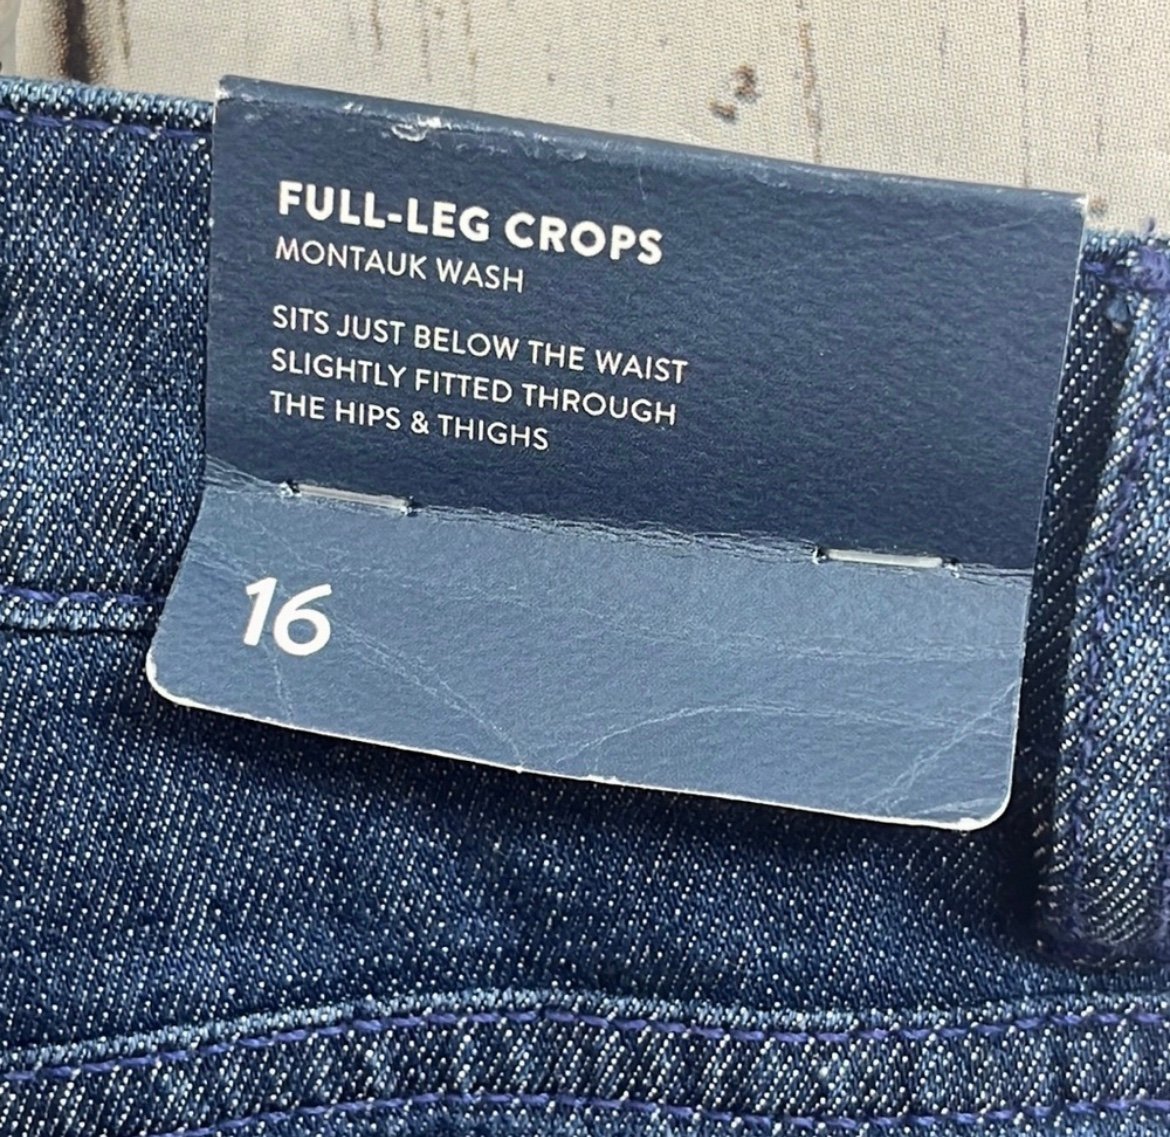 FULL-LEG CROPS
MONTAUK WASH
SITS JUST BELOW THE WAIST
SLIGHTLY FITTED THROUGH
THE HIPS & THIGHS
16